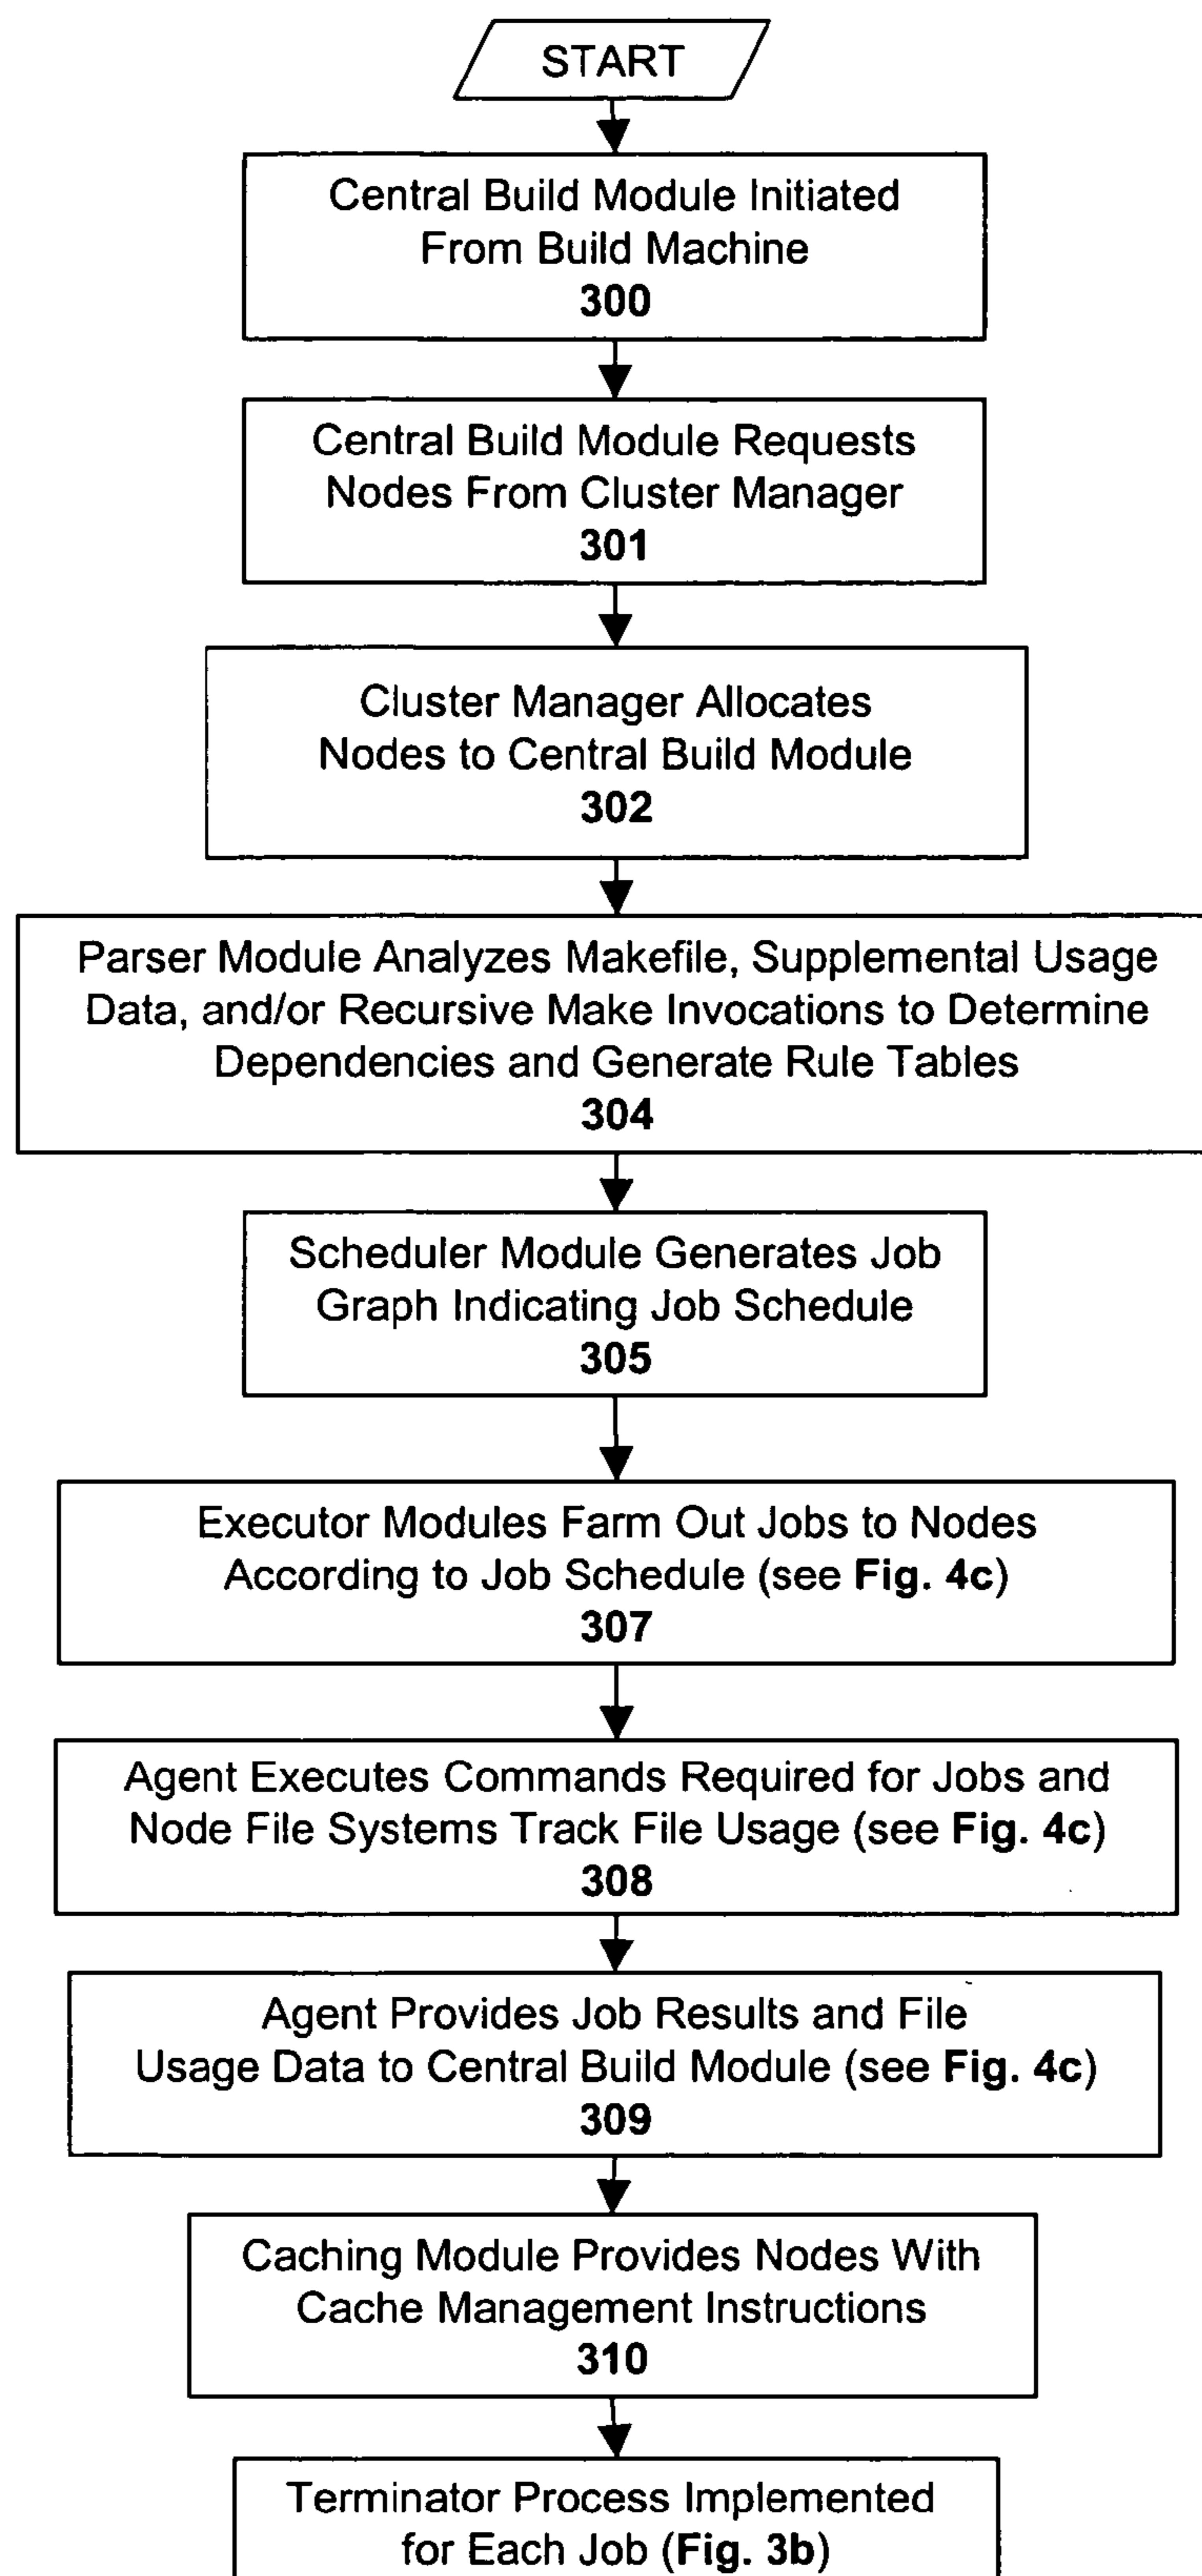 START
Central Build Module Initiated
From Build Machine
300
Central Build Module Requests
Nodes From Cluster Manager
301
Cluster Manager Allocates
Nodes to Central Build Module
302
Parser Module Analyzes Makefile, Supplemental Usage
Data, and/or Recursive Make Invocations to Determine
Dependencies and Generate Rule Tables
304
Scheduler Module Generates Job
Graph Indicating Job Schedule
305
Executor Modules Farm Out Jobs to Nodes
According to Job Schedule (see Fig. 4c)
307
Agent Executes Commands Required for Jobs and
Node File Systems Track File Usage (see Fig. 4c)
308
Agent Provides Job Results and File
Usage Data to Central Build Module (see Fig. 4c)
309
Caching Module Provides Nodes With
Cache Management Instructions
310
Terminator Process Implemented
for Each Job (Fig. 3b)